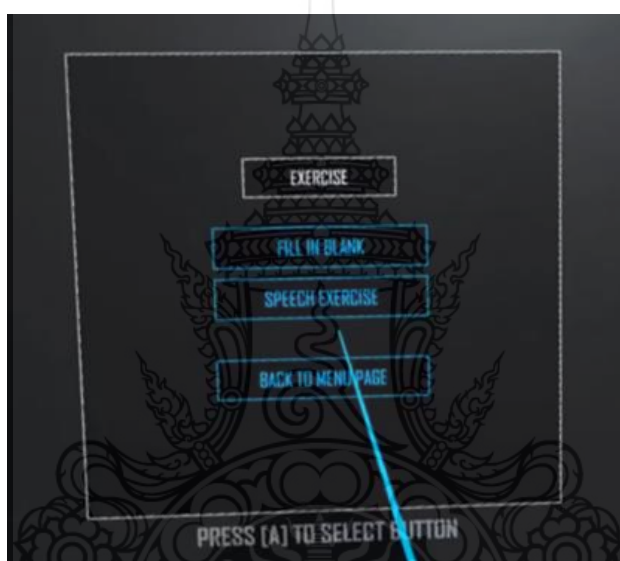 EXERCISE
FILL IN BLANK
SPEECH EXERCISE
BACK TO MENU PAGE
PRESS [A] TO SELECT BUTTON